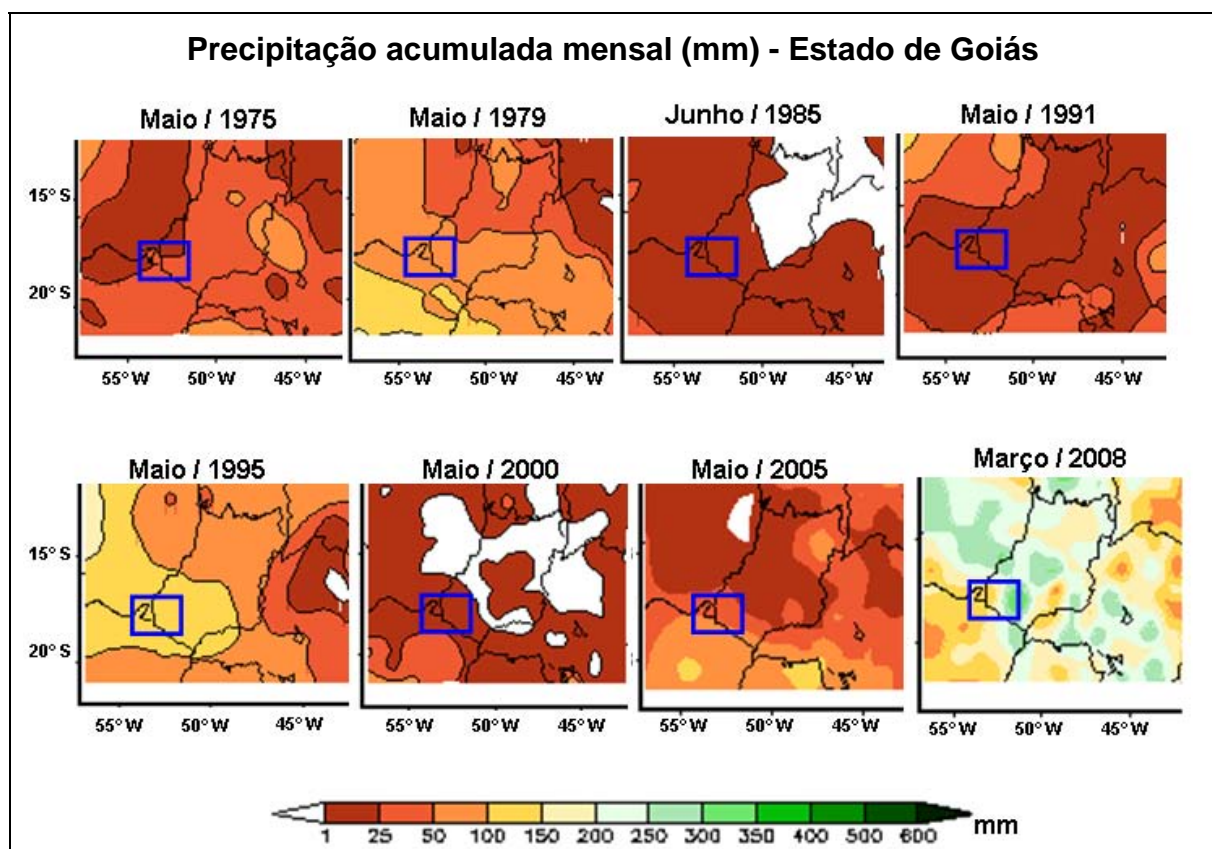 Precipitação acumulada mensal (mm) - Estado de Goiás
Maio / 1975
Maio / 1979
Junho / 1985
Maio / 1991
15° S
20° S
55°W 50°W 45°W
55°W 50°W 45°W
55°W 50°W 45°W
55°W 50°W 45°W
Maio / 1995
Maio / 2000
Maio / 2005
Março / 2008
15° S
20° S
55°W 50°W 45°W
55°W 50°W 45°W
55°W 50°W 45°W
55°W 50°W 45°W
1 25 50 100 150 200 250 300 350 400 500 600 mm